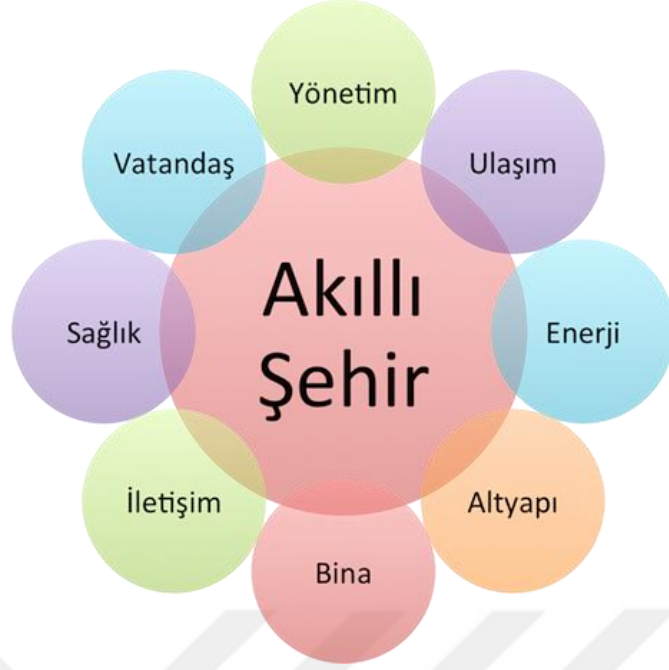 Yönetim
Vatandaş
Ulaşım
Akıllı
Şehir
Sağlık
Enerji
İletişim
Altyapı
Bina